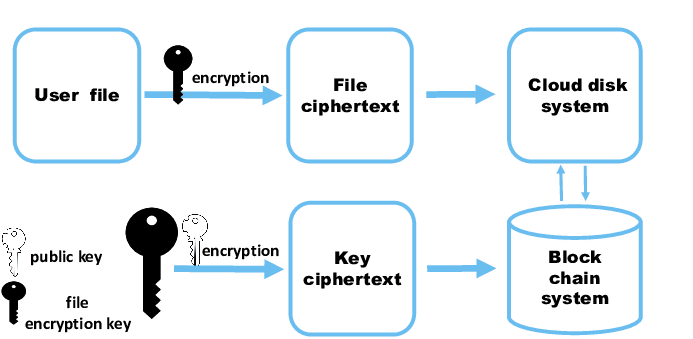 User file
encryption
File
ciphertext
Cloud disk
system
public key
file
encryption key
encryption
Key
ciphertext
Block
chain
system